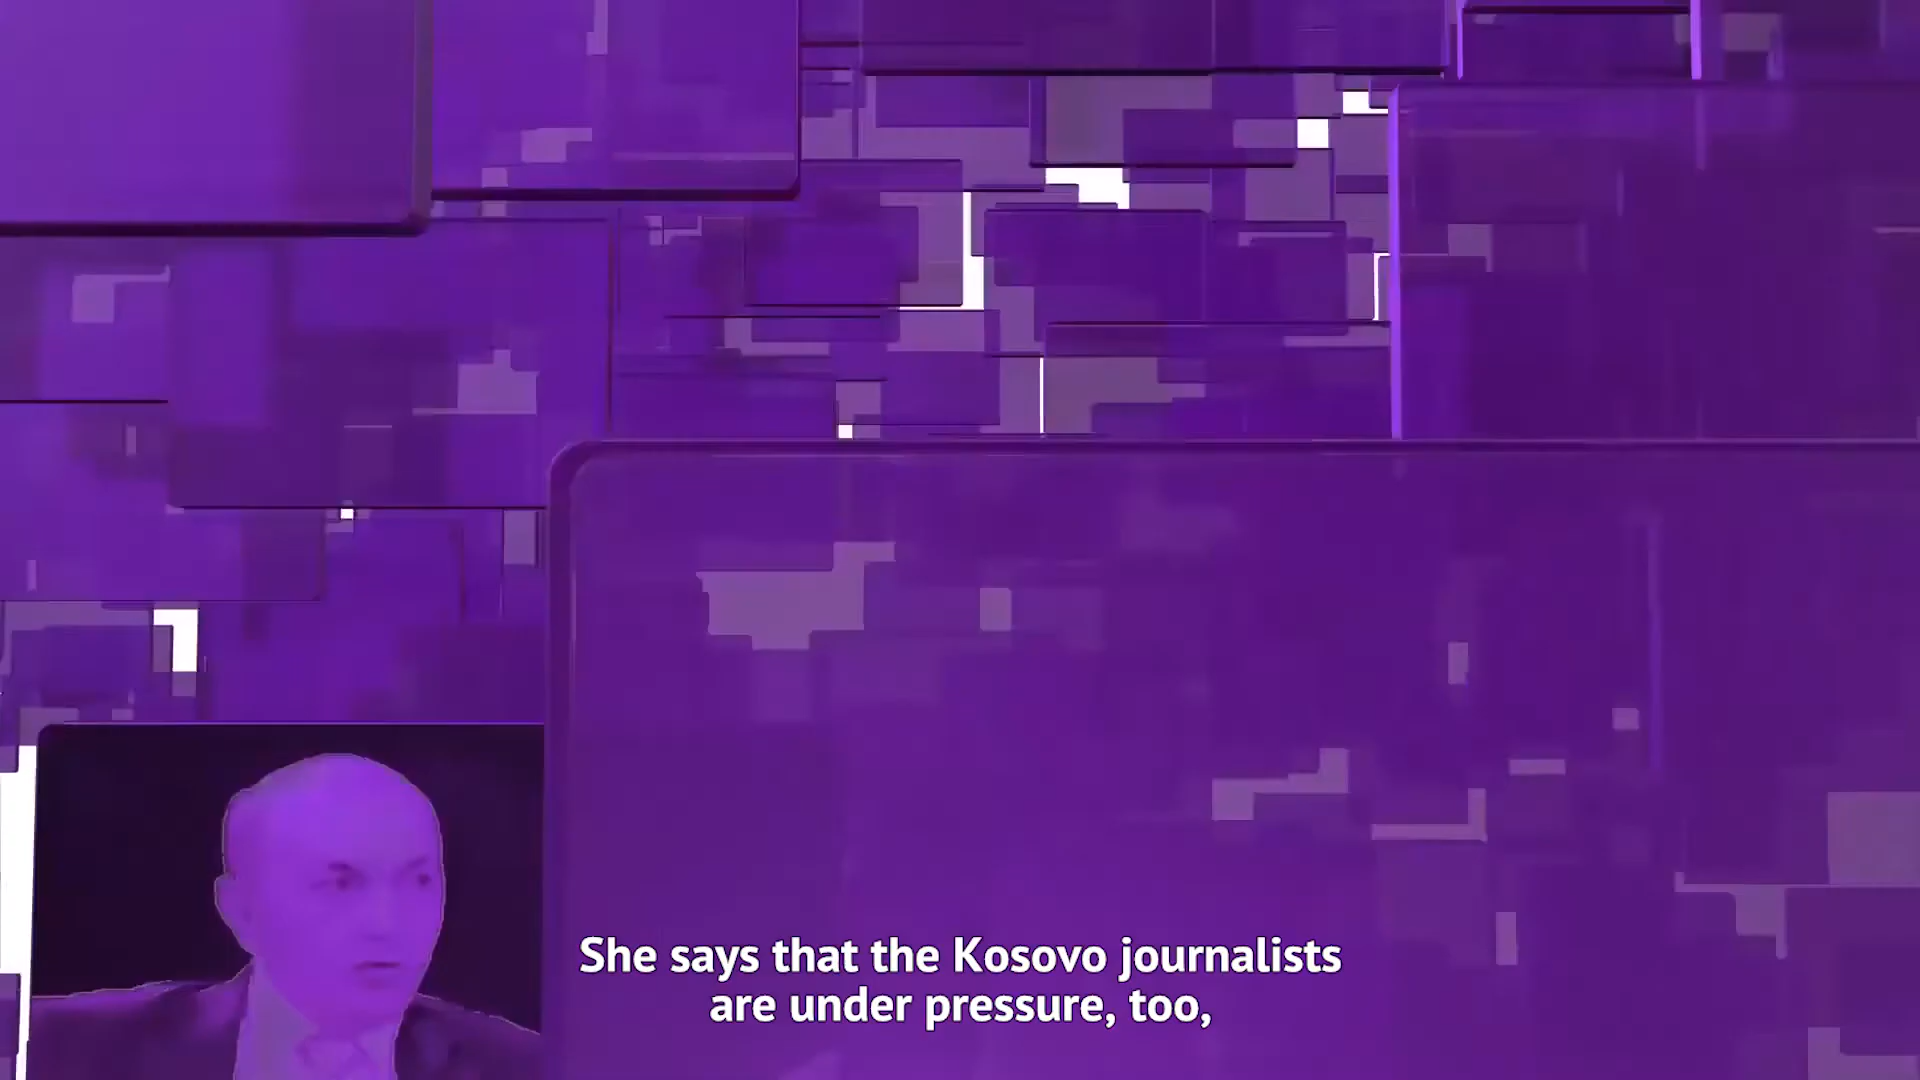 She says that the Kosovo journalists
are under pressure, too,